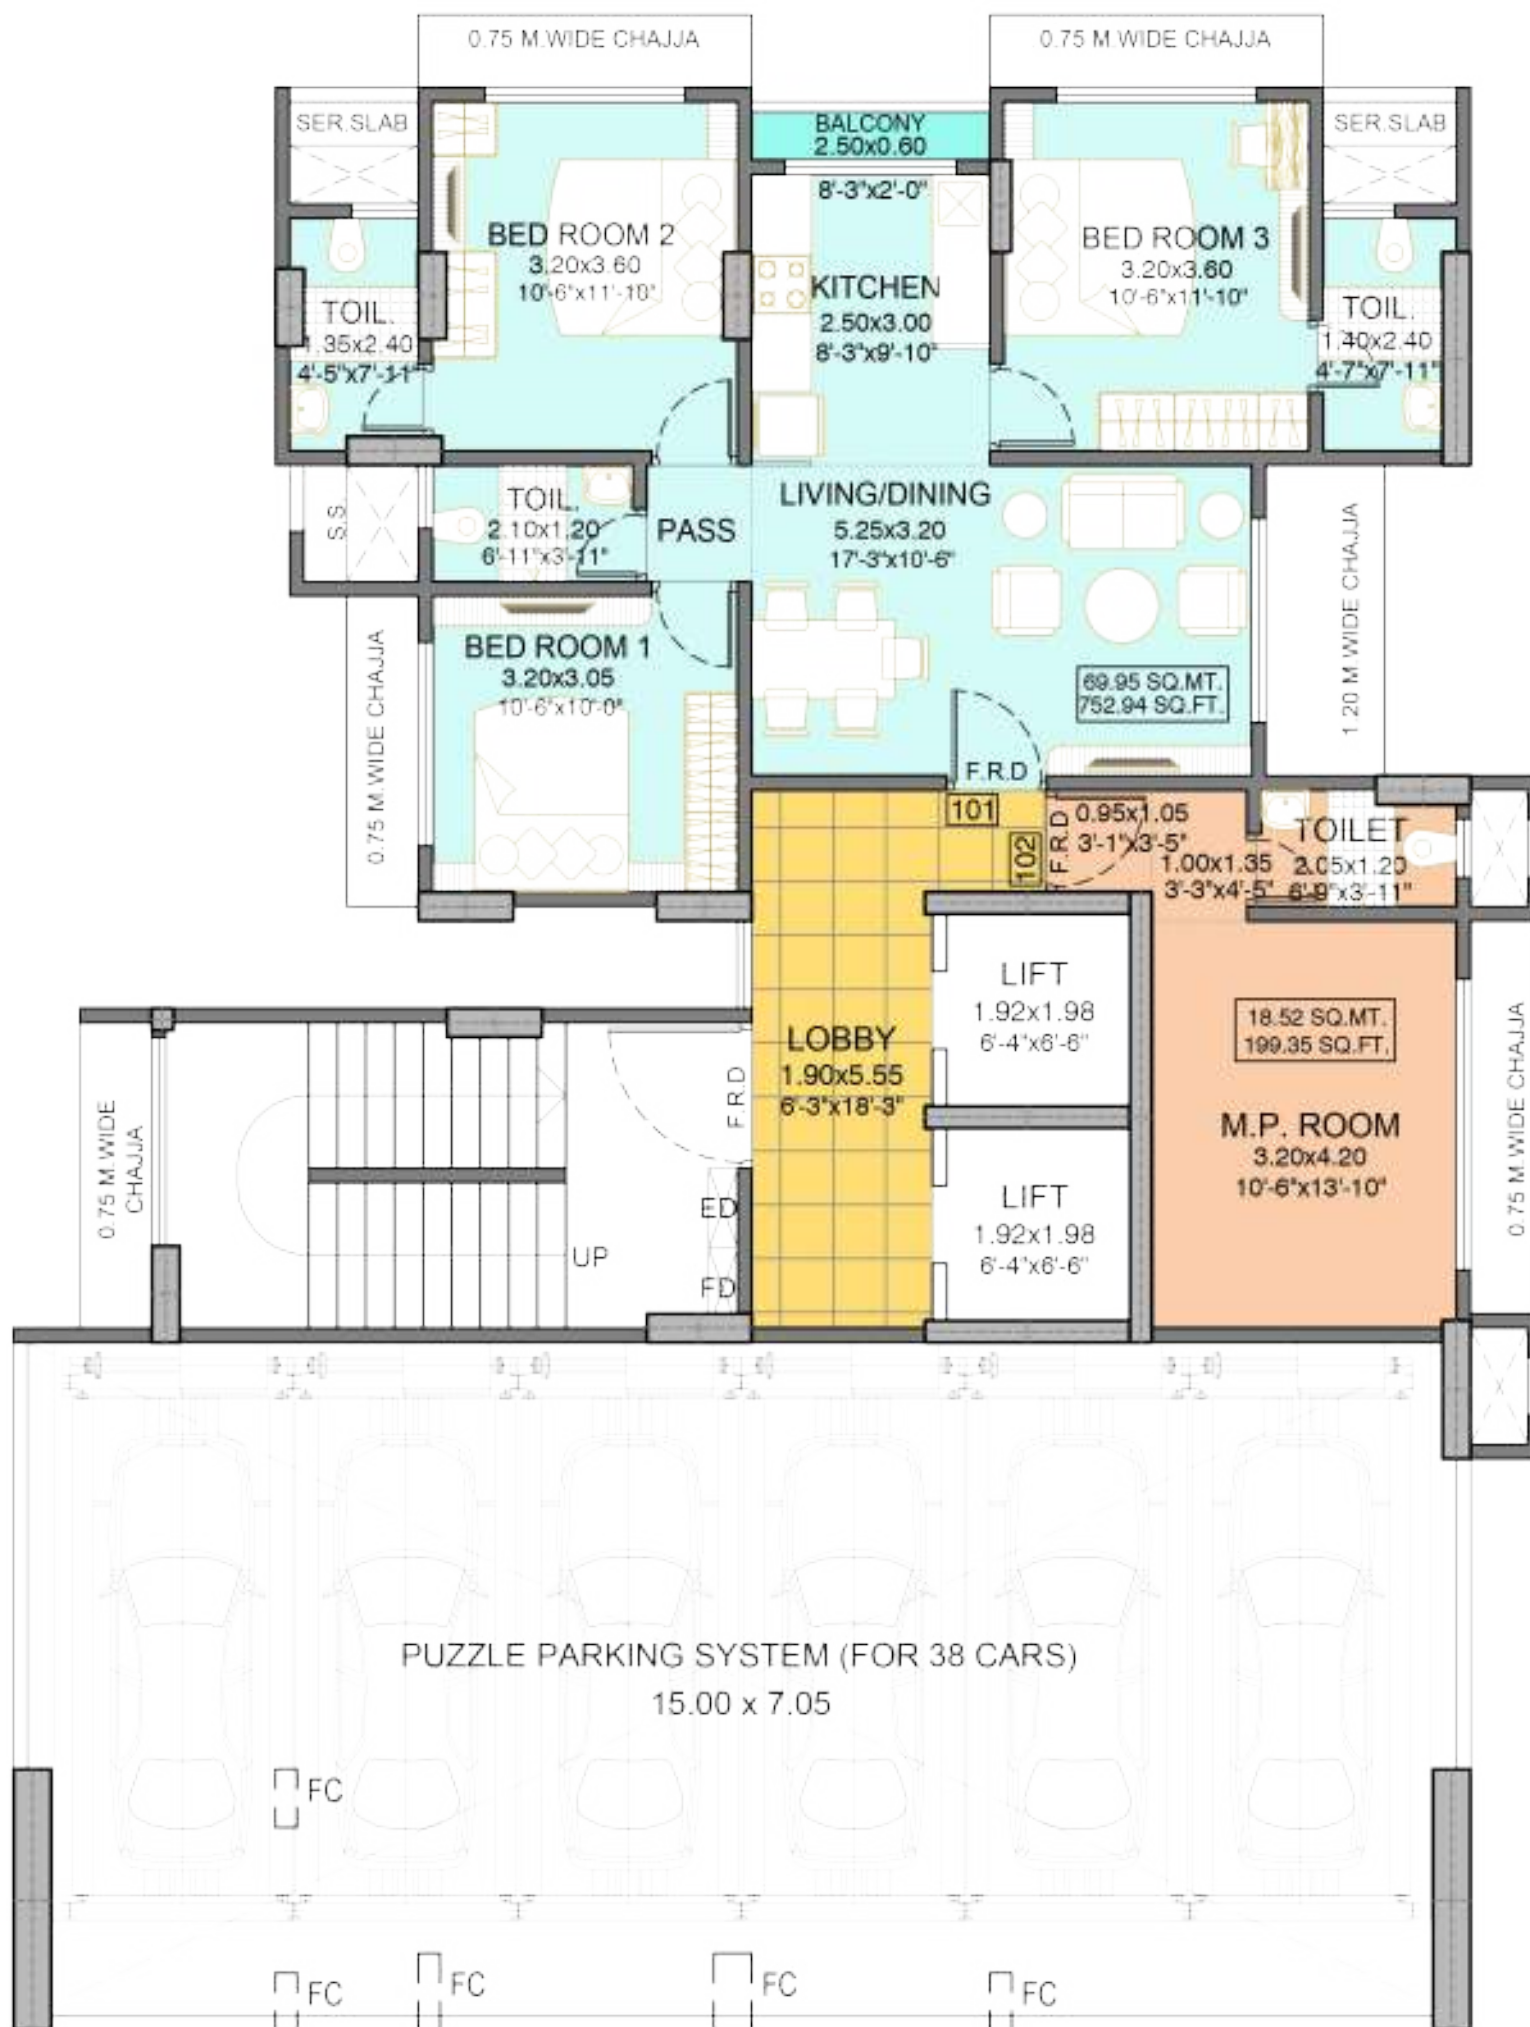 0.75 M.WIDE CHAJJA
0.75 M.WIDE CHAJJA
SER.SLAB
BALCONY
2.50x0.60
8'-3"x2'-0"
SER.SLAB
BED ROOM 2
3.20x3.60
10'-6"x11'-10"
KITCHEN
2.50x3.00
8'-3"x9'-10"
BED ROOM 3
3.20x3.60
10'-6"x11'-10"
TOIL.
1.35x2.40
4'-5"x7'-11"
TOIL.
1.40x2.40
4'-7"x7'-11"
S.S.
TOIL.
2.10x1.20
6'-11"x3'-11"
PASS
LIVING/DINING
5.25x3.20
17'-3"x10'-6"
1.20 M.WIDE CHAJJA
0.75 M.WIDE CHAJJA
BED ROOM 1
3.20x3.05
10'-6"x10'-0"
69.95 SQ.MT.
752.94 SQ.FT.
F.R.D
101
102
F.R.D
0.95x1.05
3'-1"x3'-5"
1.00x1.35
3'-3"x4'-5"
TOILET
2.05x1.20
6'-9"x3'-11"
LIFT
1.92x1.98
6'-4"x6'-6"
18.52 SQ.MT.
199.35 SQ.FT.
LOBBY
1.90x5.55
6'-3"x18'-3"
F.R.D
0.75 M.WIDE
CHAJJA
M.P. ROOM
3.20x4.20
10'-6"x13'-10"
0.75 M.WIDE CHAJJA
LIFT
1.92x1.98
6'-4"x6'-6"
ED
UP
FD
PUZZLE PARKING SYSTEM (FOR 38 CARS)
15.00 x 7.05
FC
FC
FC
FC
FC